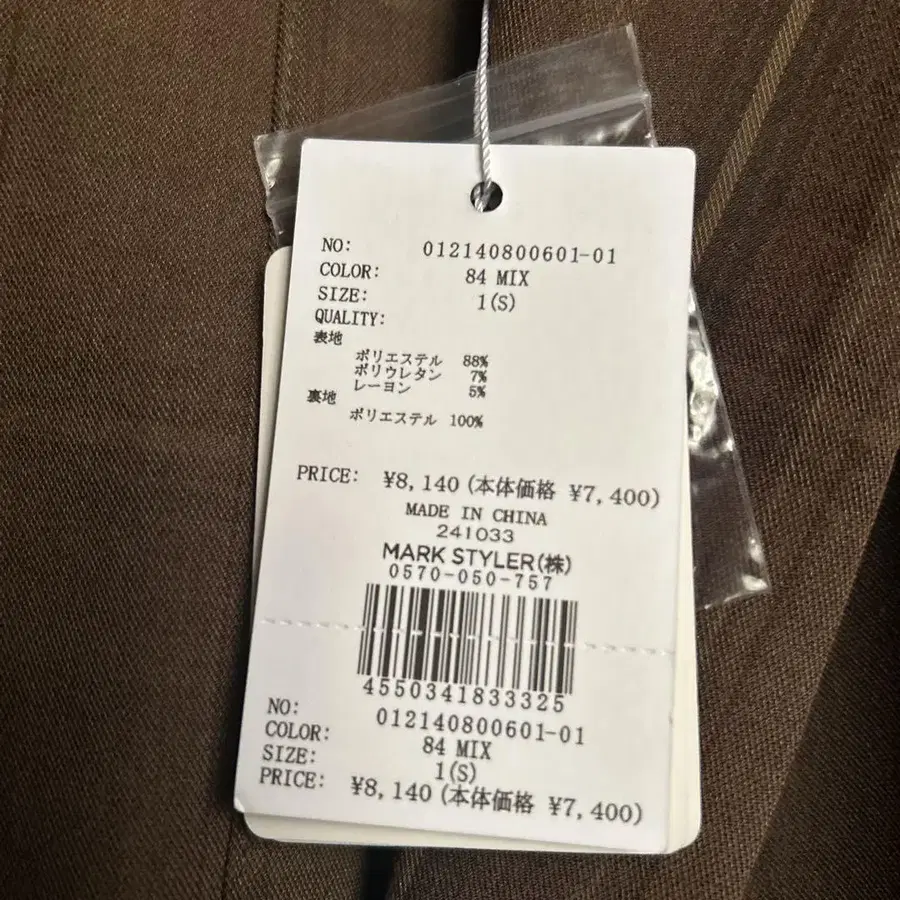 NO: 012140800601-01
COLOR: 84 MIX
SIZE: 1(S)
QUALITY:
表地
ポリエステル 88%
ポリウレタン 7%
レーヨン 5%
裏地
ポリエステル 100%
PRICE: ¥8,140(本体価格 ¥7,400)
MADE IN CHINA
241033
MARK STYLER(株)
0570-050-757
4550341833325
NO: 012140800601-01
COLOR: 84 MIX
SIZE: 1(S)
PRICE: ¥8,140(本体価格 ¥7,400)